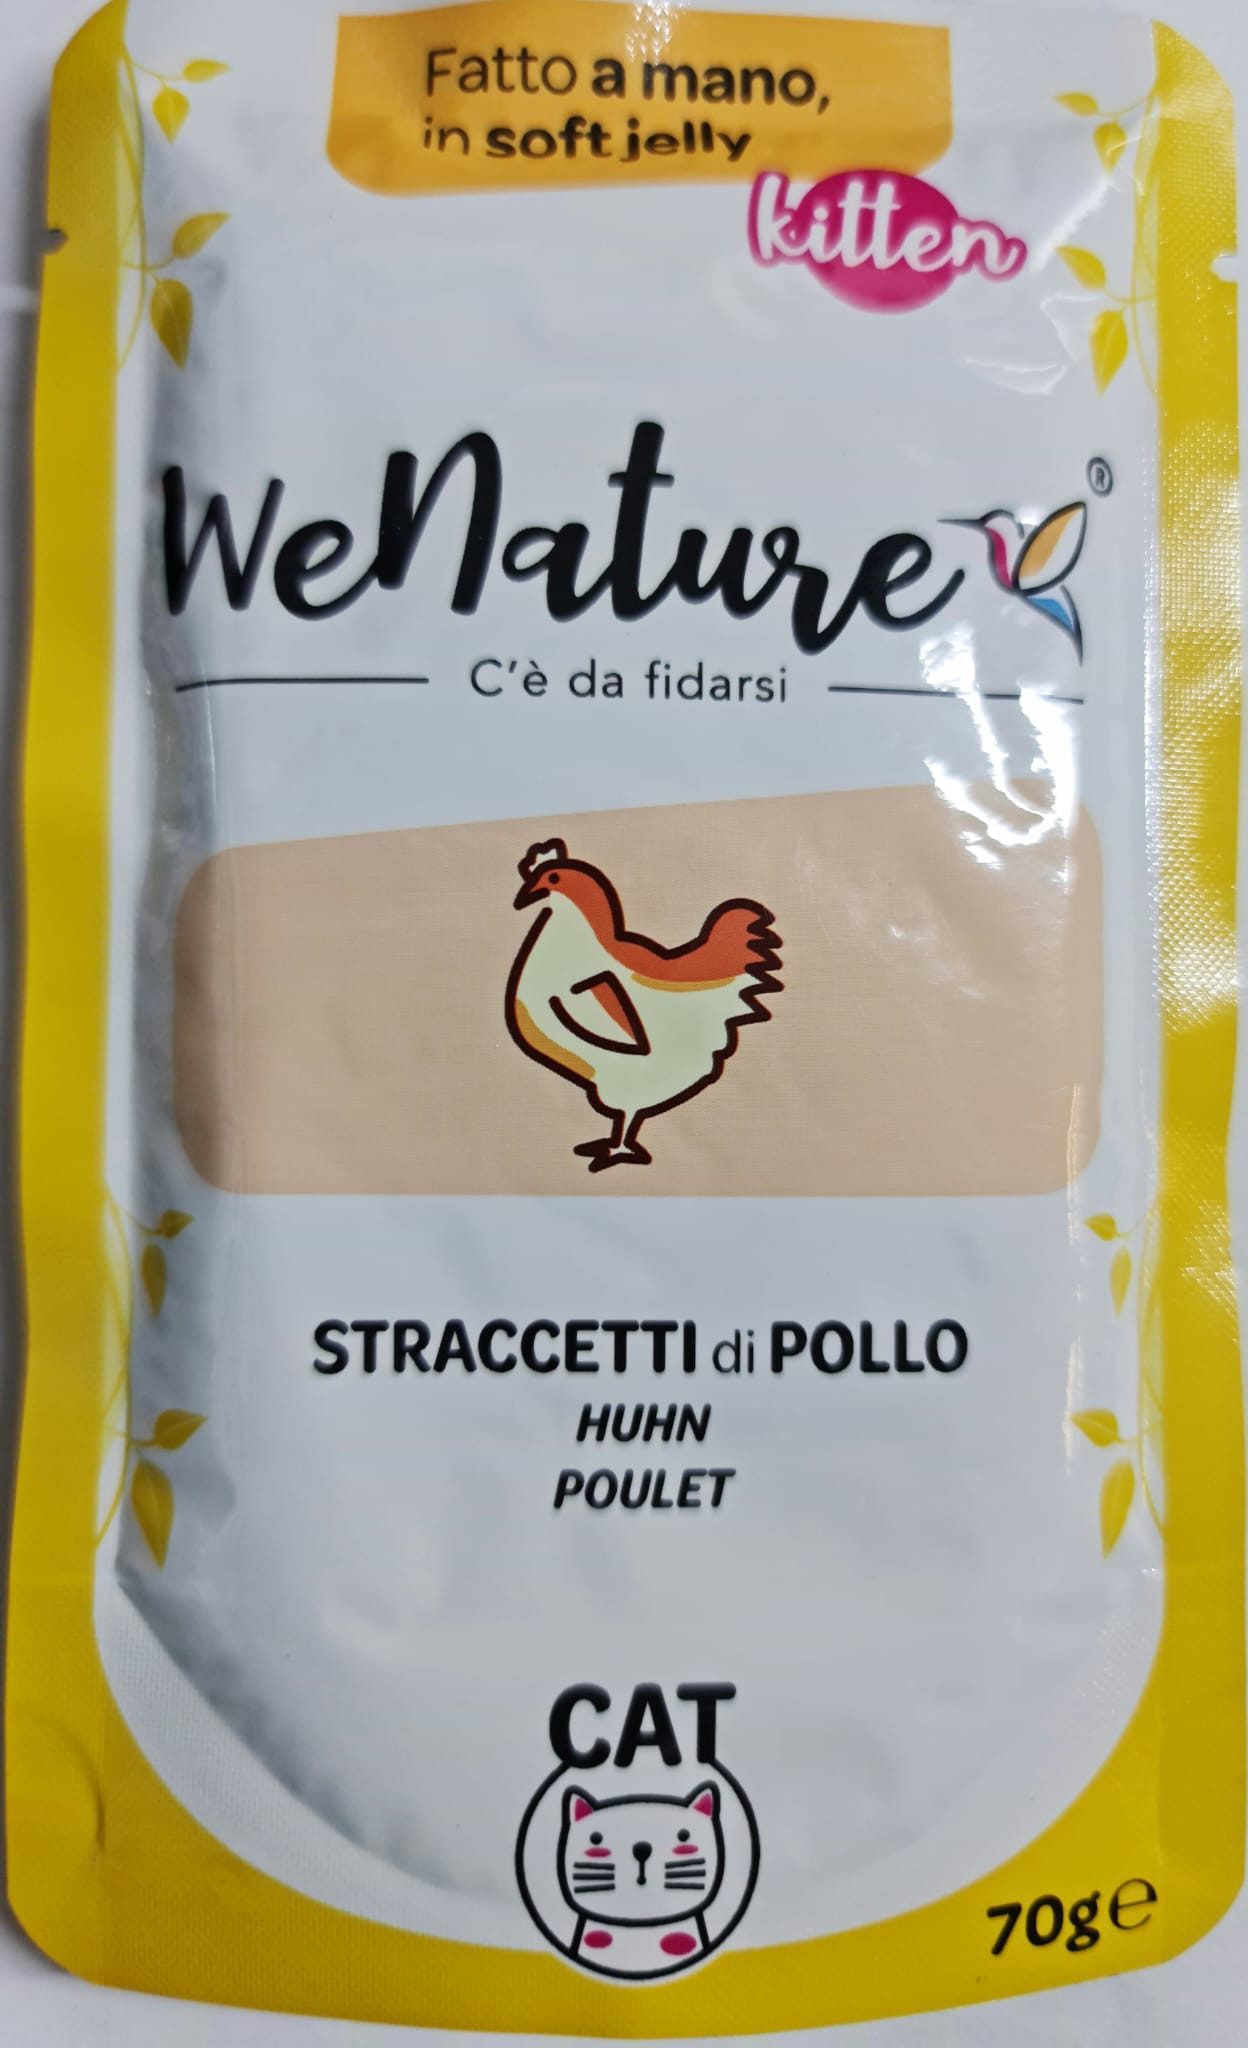 Fatto a mano,
in soft jelly
kitten
WeNature®
C'è da fidarsi
STRACCETTI di POLLO
HUHN
POULET
CAT
70g℮